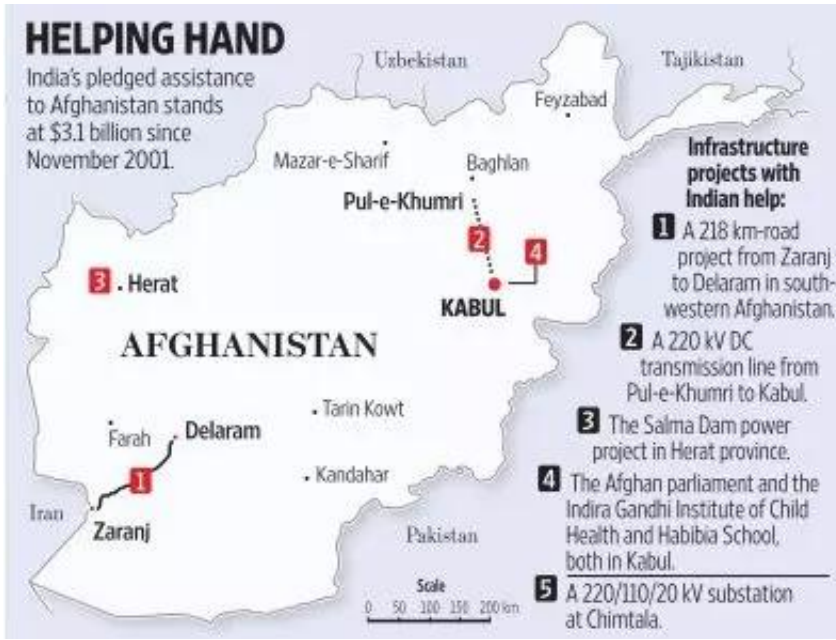 HELPING HAND
India's pledged assistance
to Afghanistan stands
at $3.1 billion since
November 2001.
Uzbekistan
Tajikistan
Feyzabad
Mazar-e-Sharif
Baghlan
Pul-e-Khumri
2
4
3
Herat
KABUL
AFGHANISTAN
Tarin Kowt
Farah
Delaram
1
Kandahar
Iran
Zaranj
Pakistan
Scale
0 50 100 150 200 km
Infrastructure
projects with
Indian help:
1 A 218 km-road
project from Zaranj
to Delaram in south-
western Afghanistan.
2 A 220 kV DC
transmission line from
Pul-e-Khumri to Kabul.
3 The Salma Dam power
project in Herat province.
4 The Afghan parliament and the
Indira Gandhi Institute of Child
Health and Habibia School,
both in Kabul.
5 A 220/110/20 kV substation
at Chimtala.